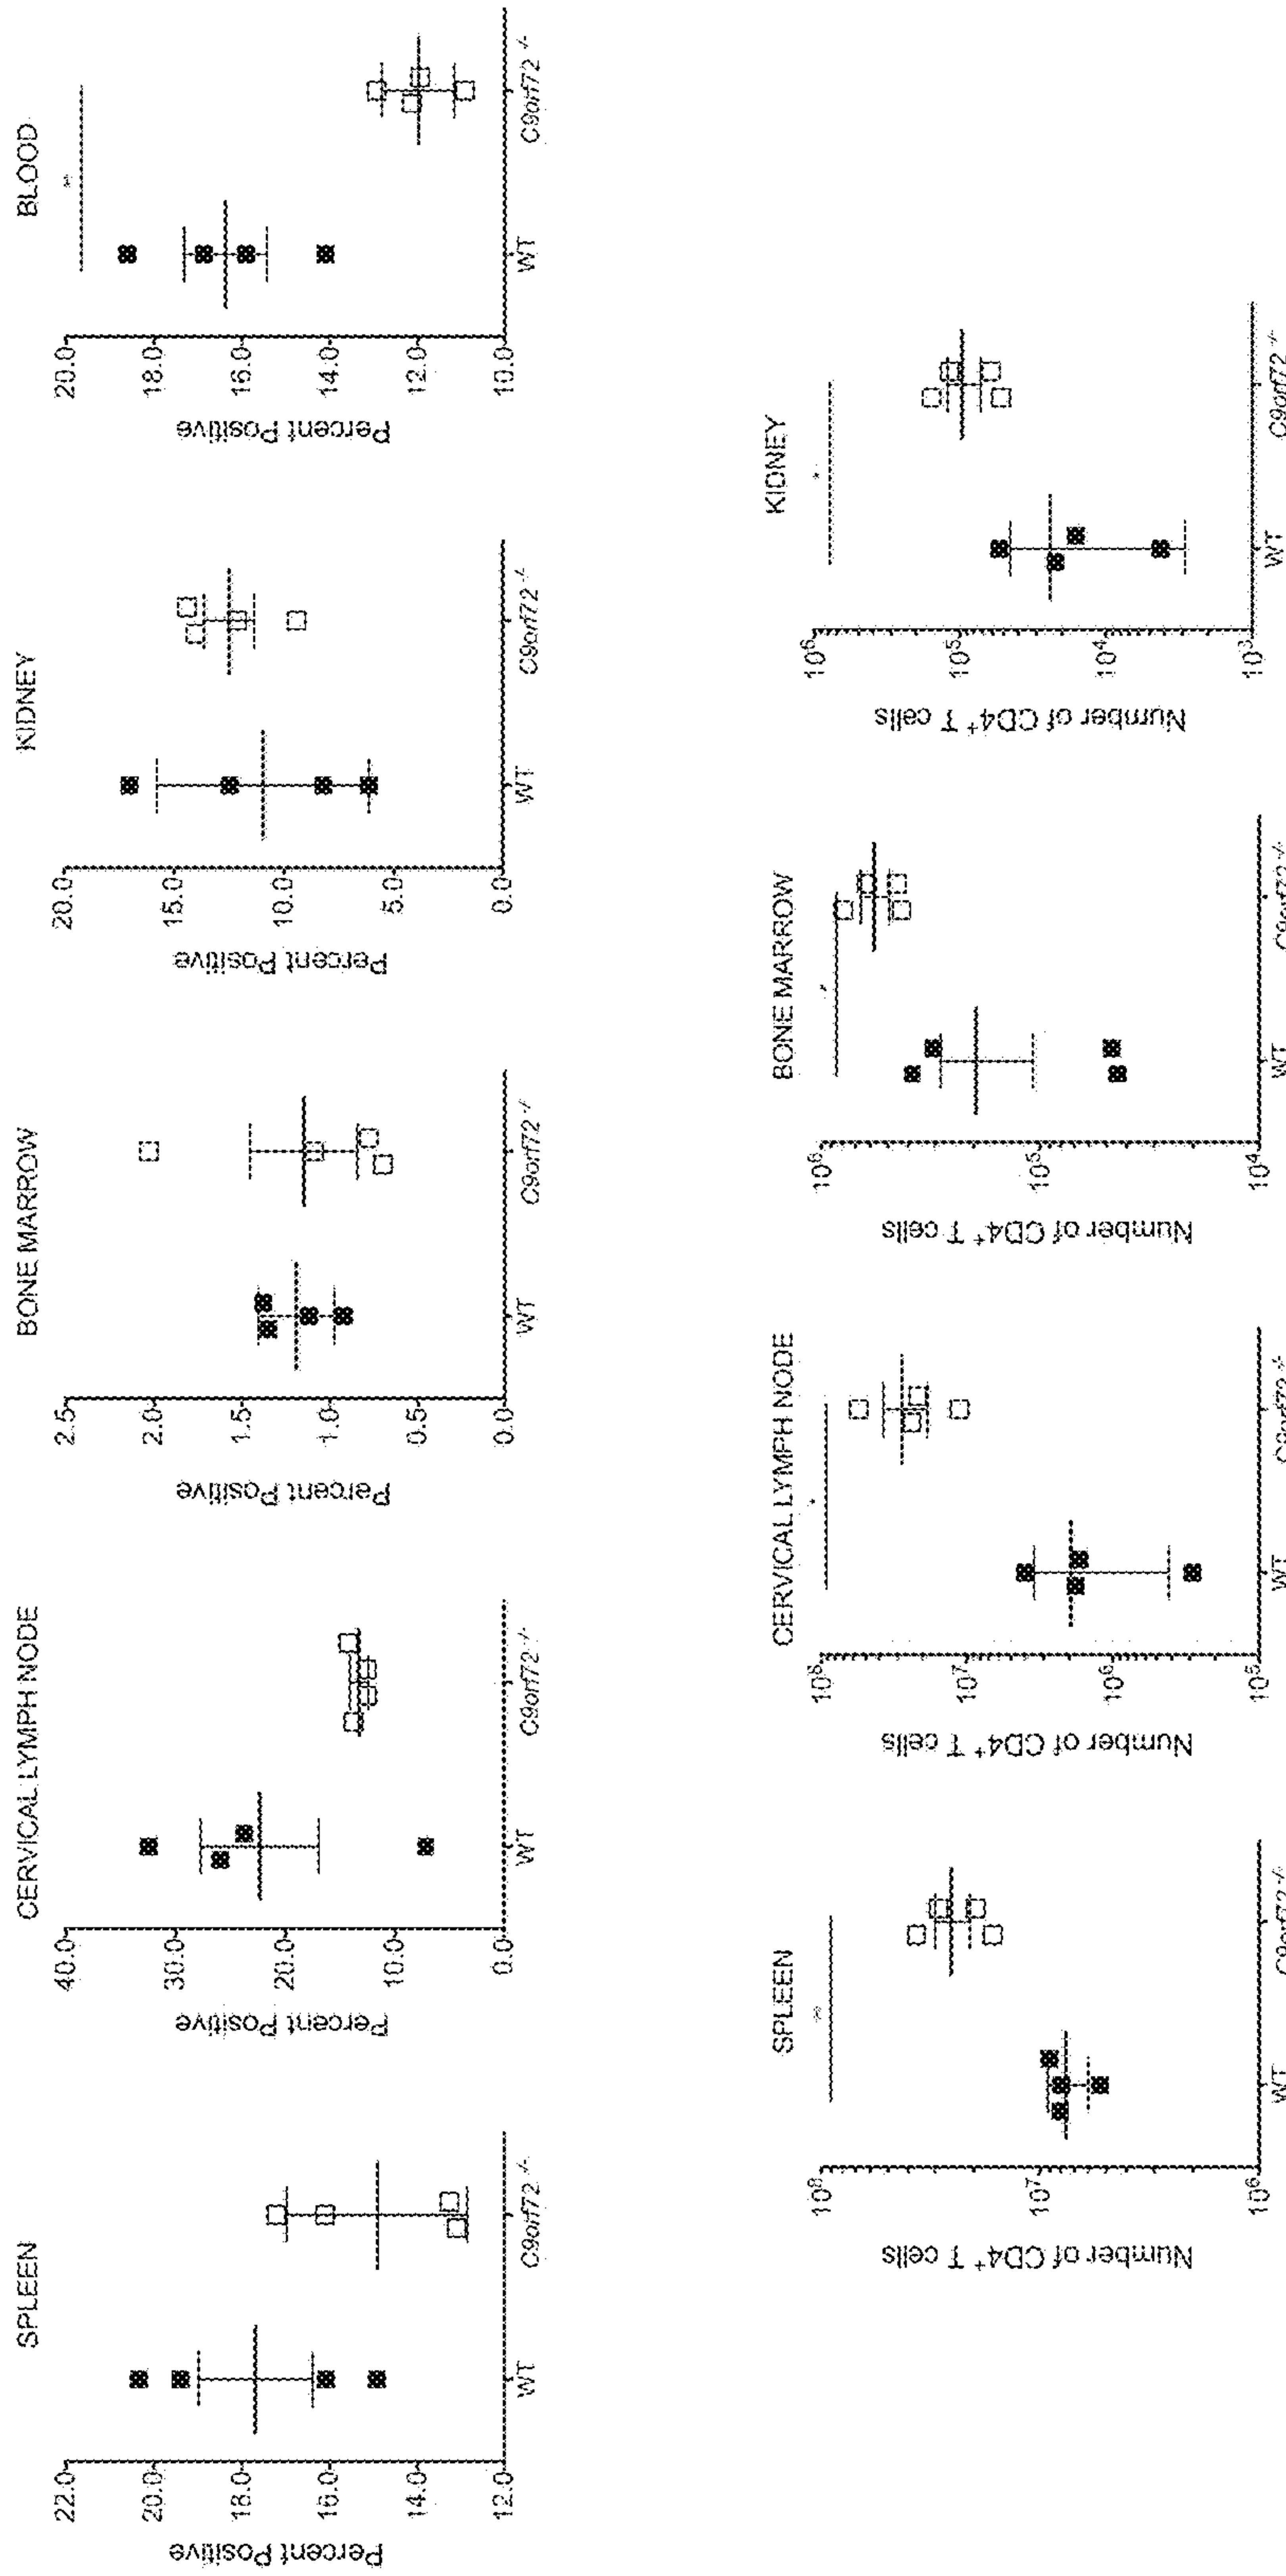 SPLEEN
Percent Positive
22.0
20.0
18.0
16.0
14.0
12.0
WT
C9orf72 -/-
CERVICAL LYMPH NODE
Percent Positive
40.0
30.0
20.0
10.0
0.0
WT
C9orf72 -/-
BONE MARROW
Percent Positive
2.5
2.0
1.5
1.0
0.5
0.0
WT
C9orf72 -/-
KIDNEY
Percent Positive
20.0
15.0
10.0
5.0
0.0
WT
C9orf72 -/-
BLOOD
*
Percent Positive
20.0
18.0
16.0
14.0
12.0
10.0
WT
C9orf72 -/-
SPLEEN
*
Number of CD4+ T cells
10^8
10^7
10^6
WT
C9orf72 -/-
CERVICAL LYMPH NODE
*
Number of CD4+ T cells
10^8
10^7
10^6
10^5
WT
C9orf72 -/-
BONE MARROW
*
Number of CD4+ T cells
10^6
10^5
10^4
WT
C9orf72 -/-
KIDNEY
*
Number of CD4+ T cells
10^6
10^5
10^4
10^3
WT
C9orf72 -/-